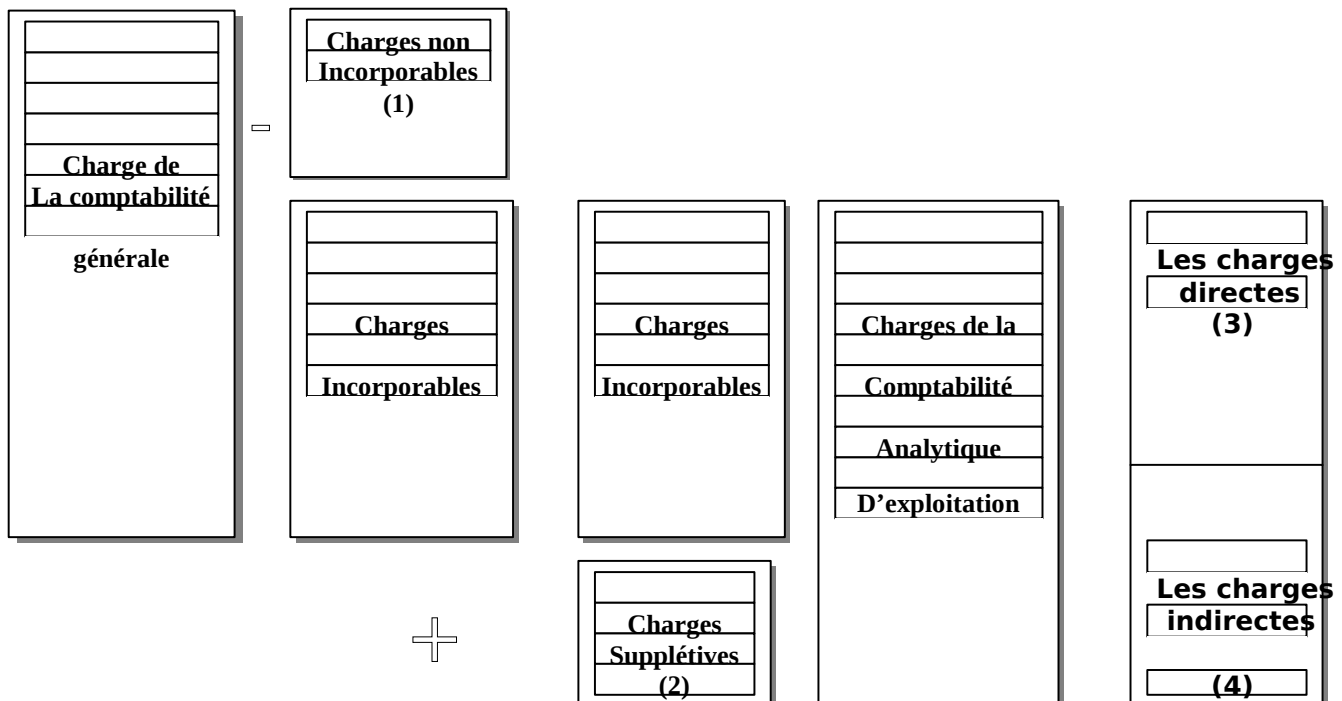 Charge de
La comptabilité
générale
Charges non
Incorporables
(1)
Charges
Incorporables
Charges
Incorporables
Charges
Supplétives
(2)
Charges de la
Comptabilité
Analytique
D’exploitation
Les charges
directes
(3)
Les charges
indirectes
(4)